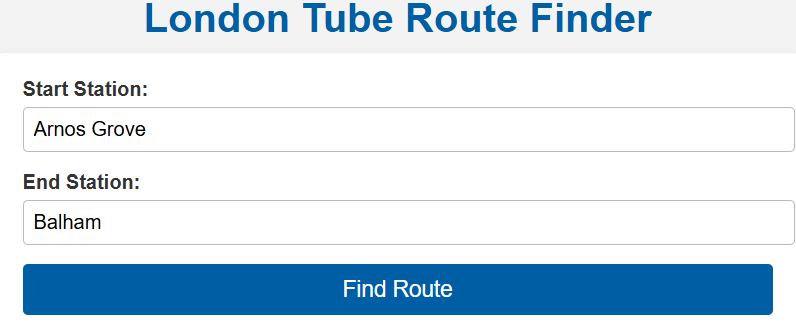 London Tube Route Finder
Start Station:
Arnos Grove
End Station:
Balham
Find Route